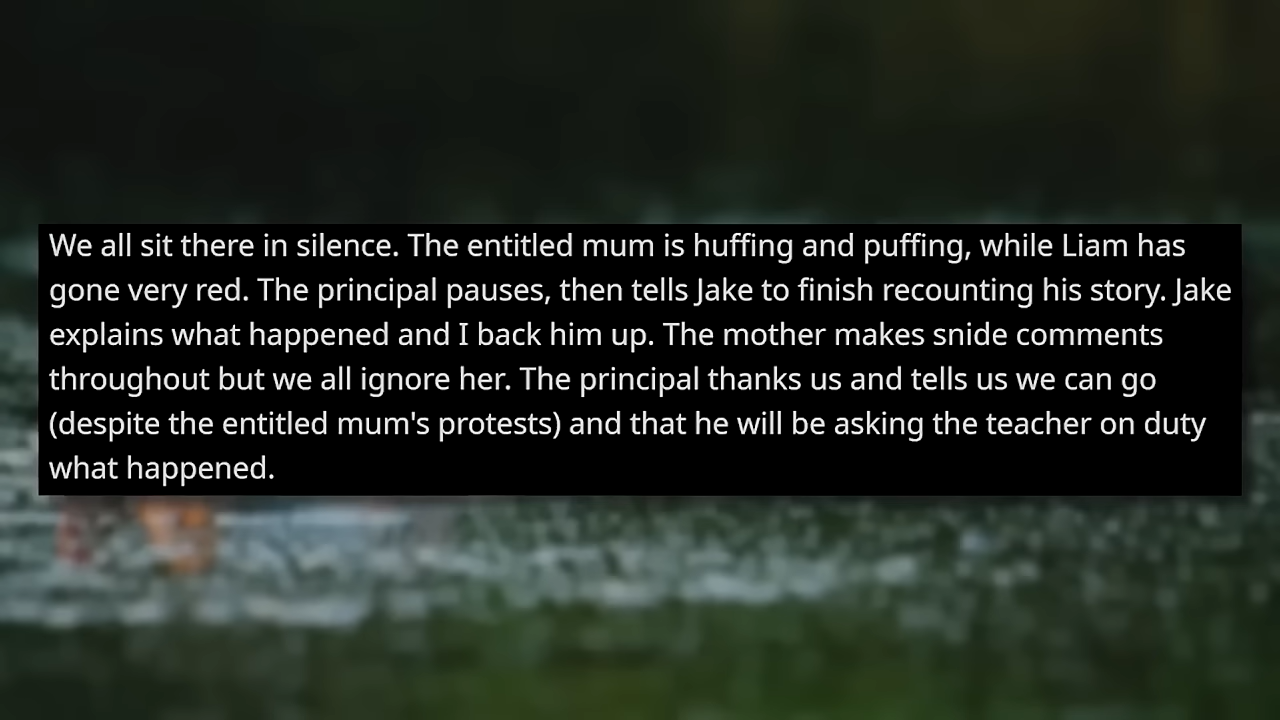 We all sit there in silence. The entitled mum is huffing and puffing, while Liam has
gone very red. The principal pauses, then tells Jake to finish recounting his story. Jake
explains what happened and I back him up. The mother makes snide comments
throughout but we all ignore her. The principal thanks us and tells us we can go
(despite the entitled mum's protests) and that he will be asking the teacher on duty
what happened.